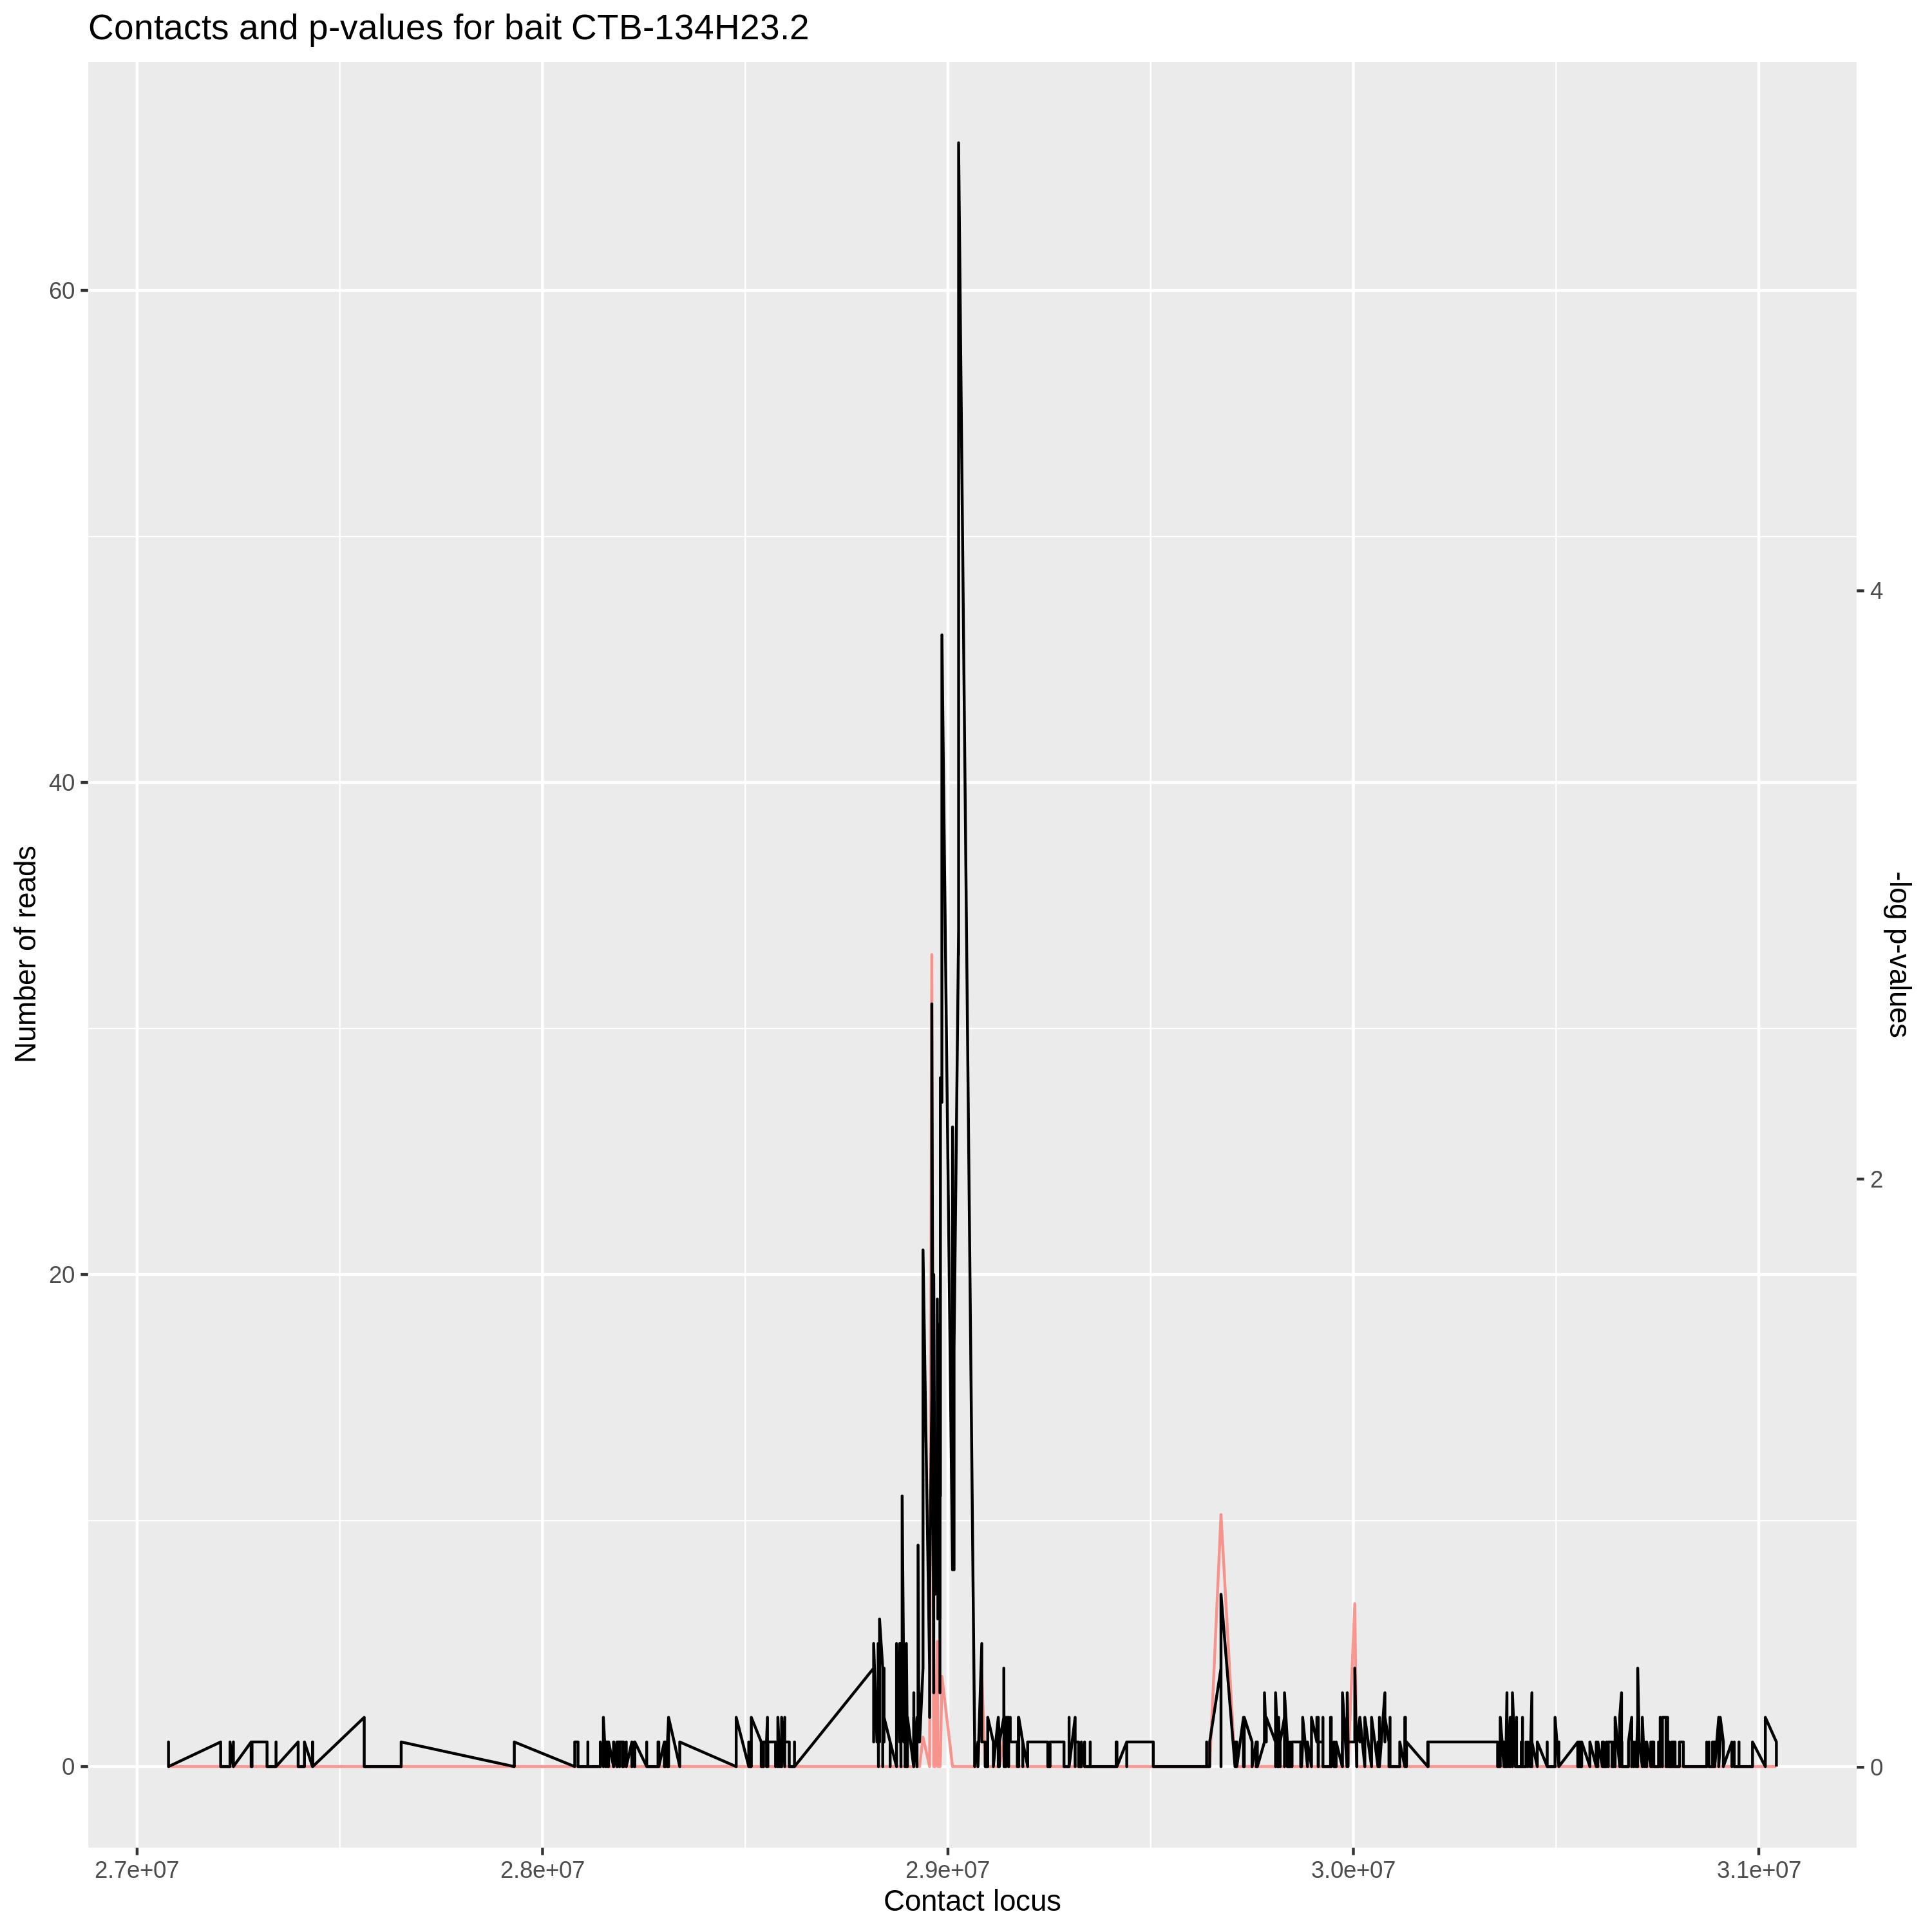 Contacts and p-values for bait CTB-134H23.2
Number of reads
60
40
20
0
-log p-values
4
2
0
2.7e+07 2.8e+07 2.9e+07 3.0e+07 3.1e+07
Contact locus